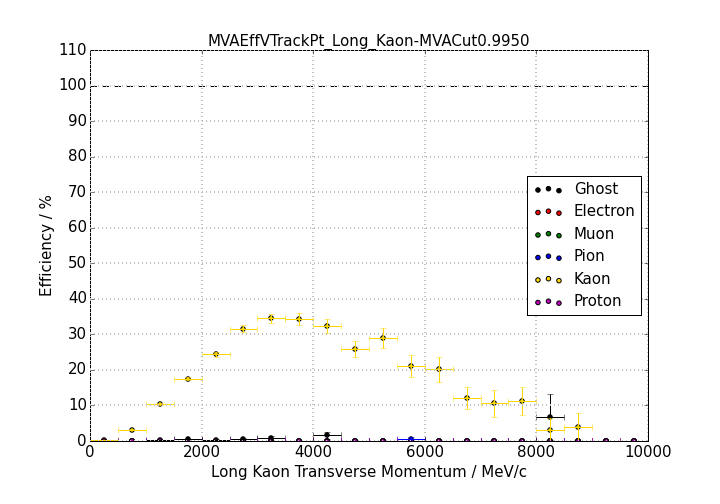 MVAEffVTrackPt_Long_Kaon-MVACut0.9950
110
100
90
80
70
60
50
40
30
20
10
0
Efficiency / %
Ghost
Electron
Muon
Pion
Kaon
Proton
0 2000 4000 6000 8000 10000
Long Kaon Transverse Momentum / MeV/c